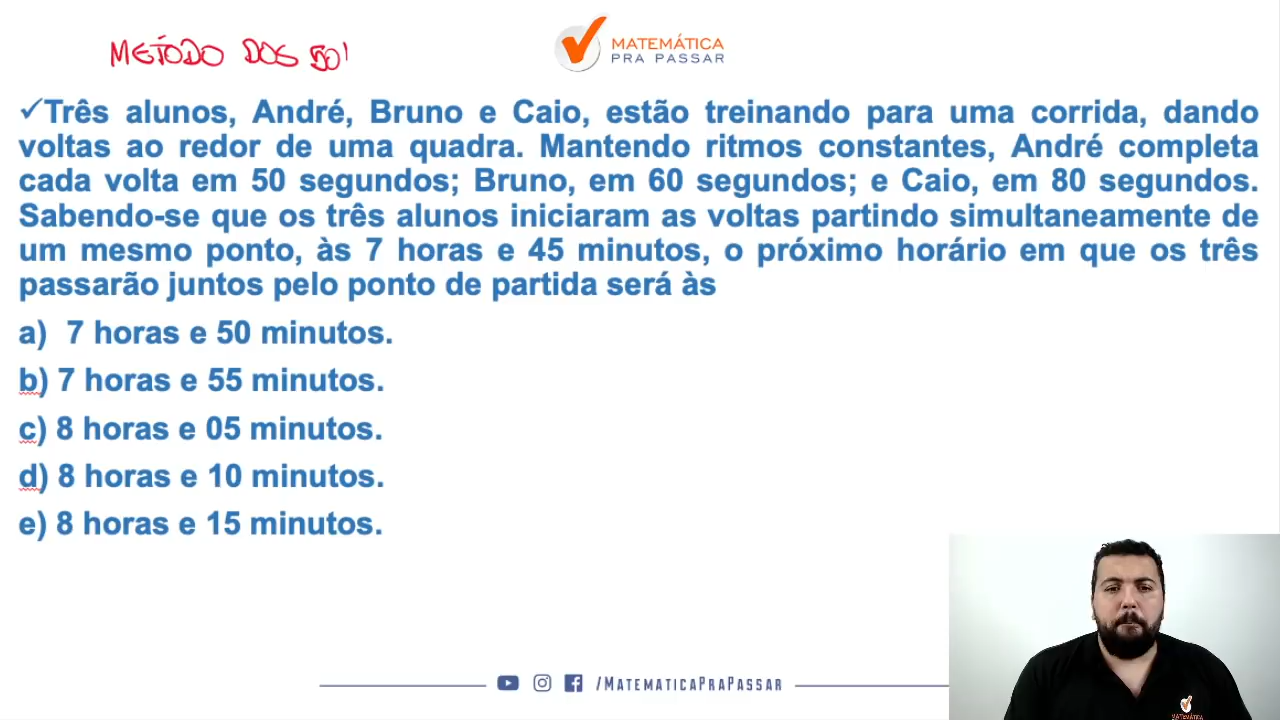 METÓDO DOS
MATEMÁTICA
PRA PASSAR
✓Três alunos, André, Bruno e Caio, estão treinando para uma corrida, dando
voltas ao redor de uma quadra. Mantendo ritmos constantes, André completa
cada volta em 50 segundos; Bruno, em 60 segundos; e Caio, em 80 segundos.
Sabendo-se que os três alunos iniciaram as voltas partindo simultaneamente de
um mesmo ponto, às 7 horas e 45 minutos, o próximo horário em que os três
passarão juntos pelo ponto de partida será às
a) 7 horas e 50 minutos.
b) 7 horas e 55 minutos.
c) 8 horas e 05 minutos.
d) 8 horas e 10 minutos.
e) 8 horas e 15 minutos.
/MATEMATICAPRAPASSAR
MATEMÁTICA